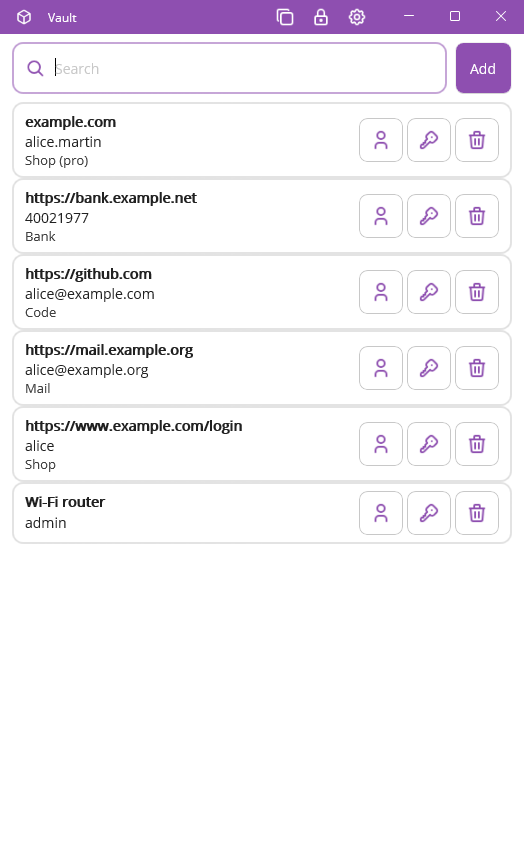 Vault
Search
Add
example.com
alice.martin
Shop (pro)
https://bank.example.net
40021977
Bank
https://github.com
alice@example.com
Code
https://mail.example.org
alice@example.org
Mail
https://www.example.com/login
alice
Shop
Wi-Fi router
admin